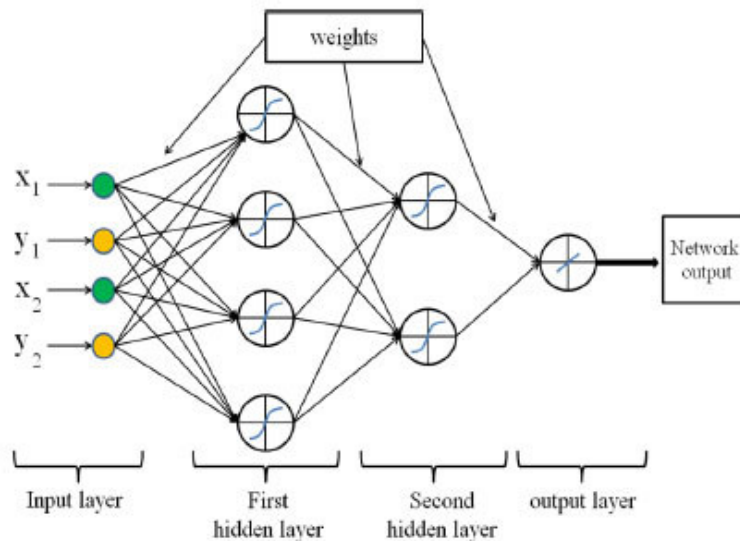 weights
x1
y1
x2
y2
Network
output
Input layer
First
hidden layer
Second
hidden layer
output layer